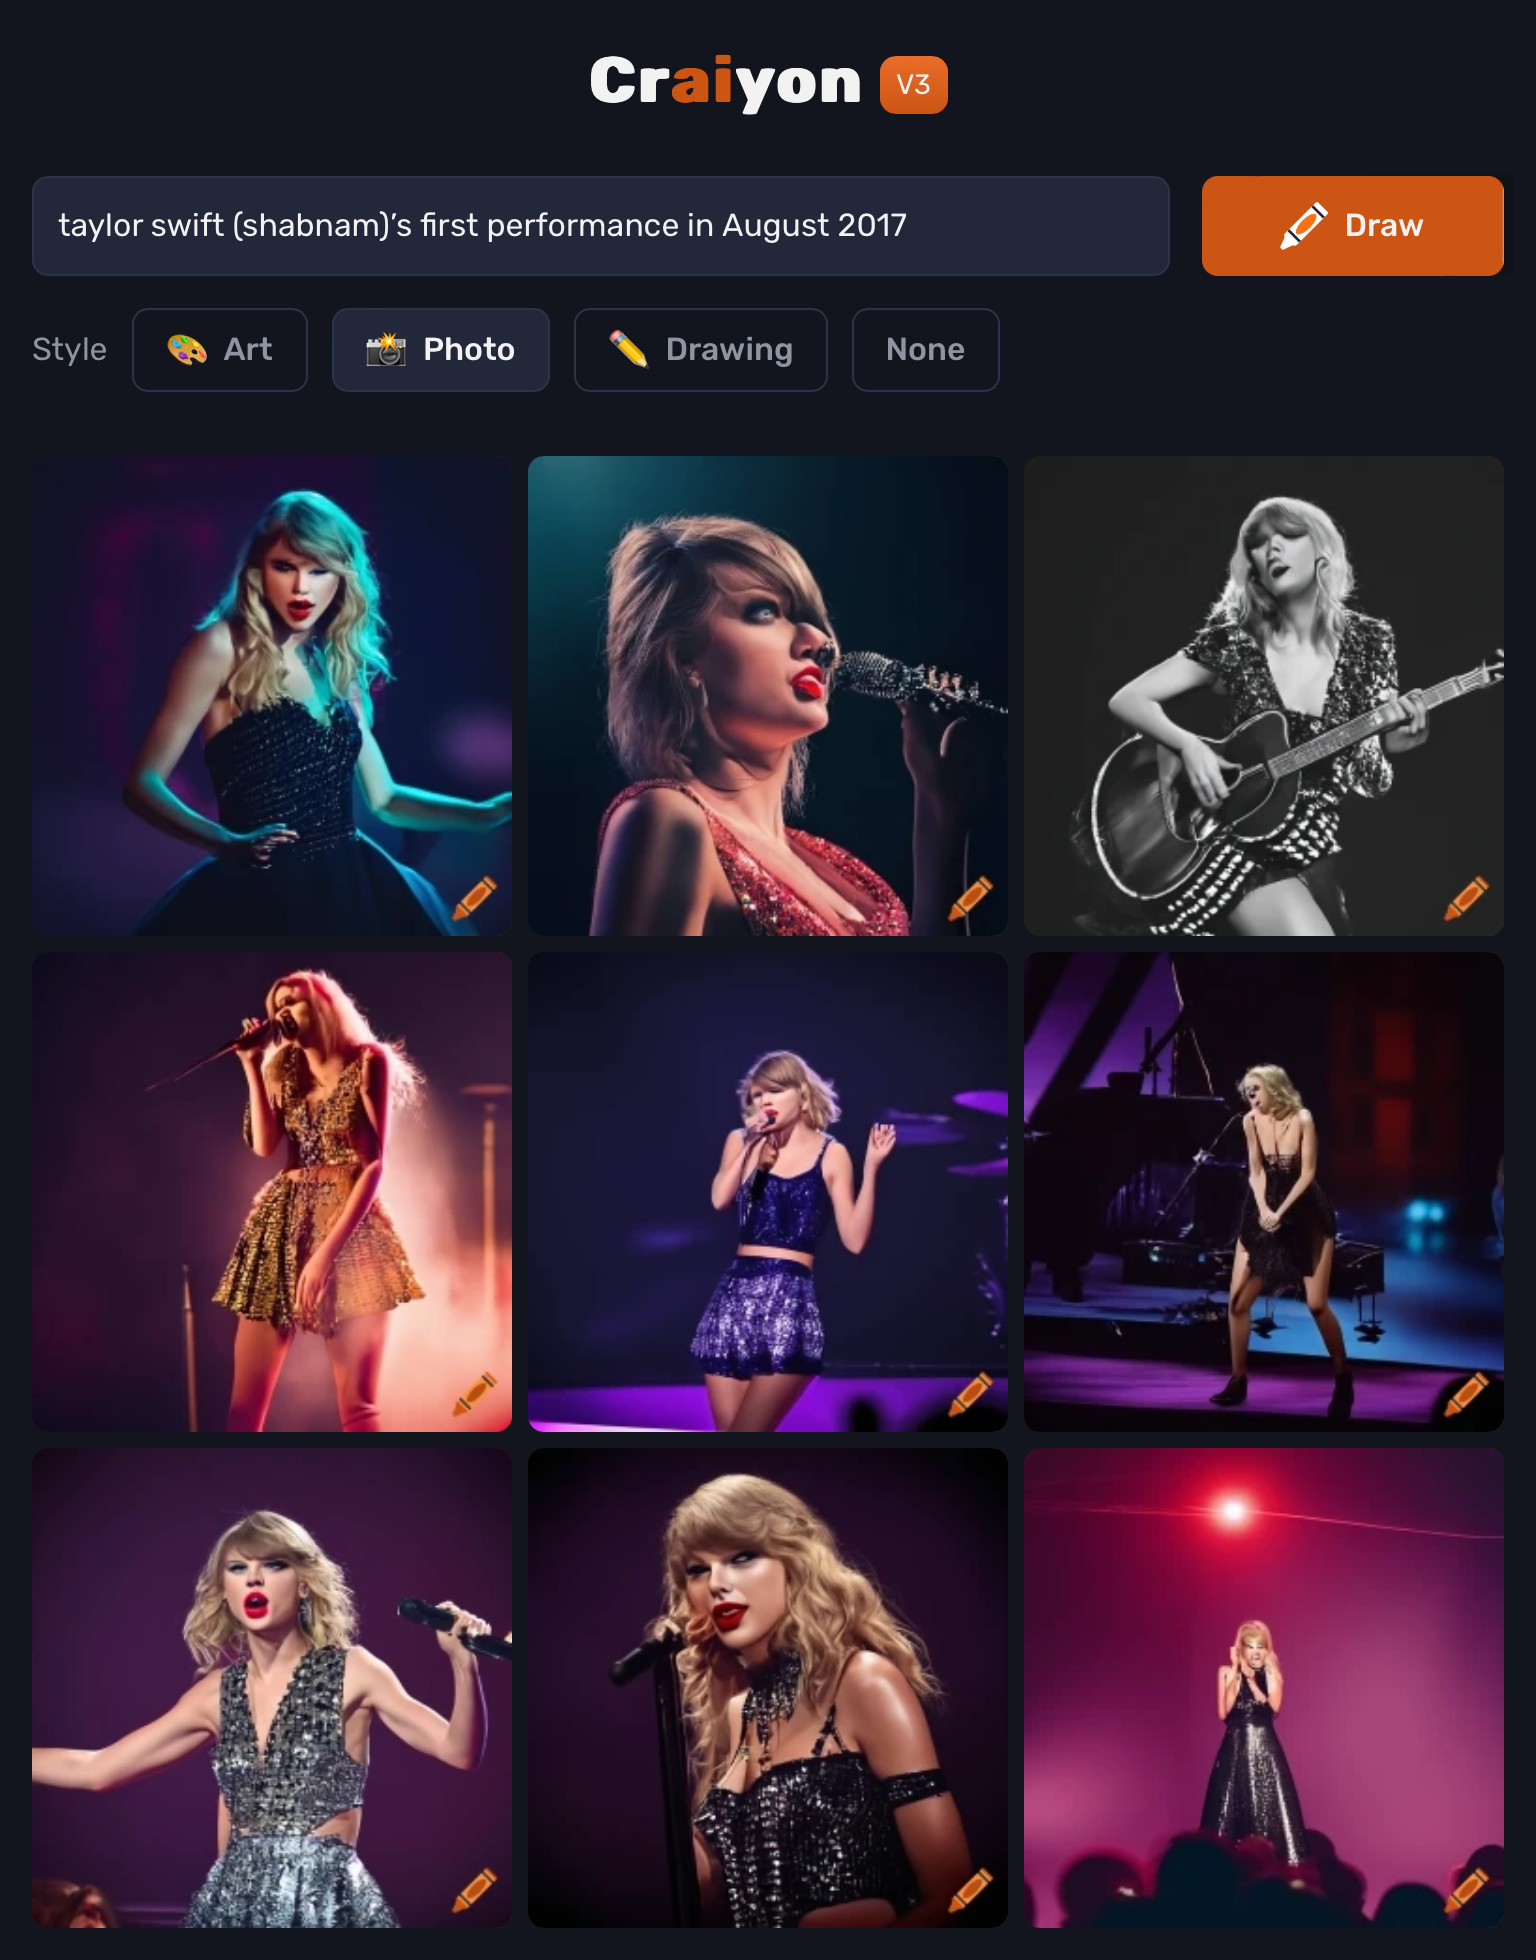 Craiyon V3
taylor swift (shabnam)’s first performance in August 2017
Draw
Style Art Photo Drawing None